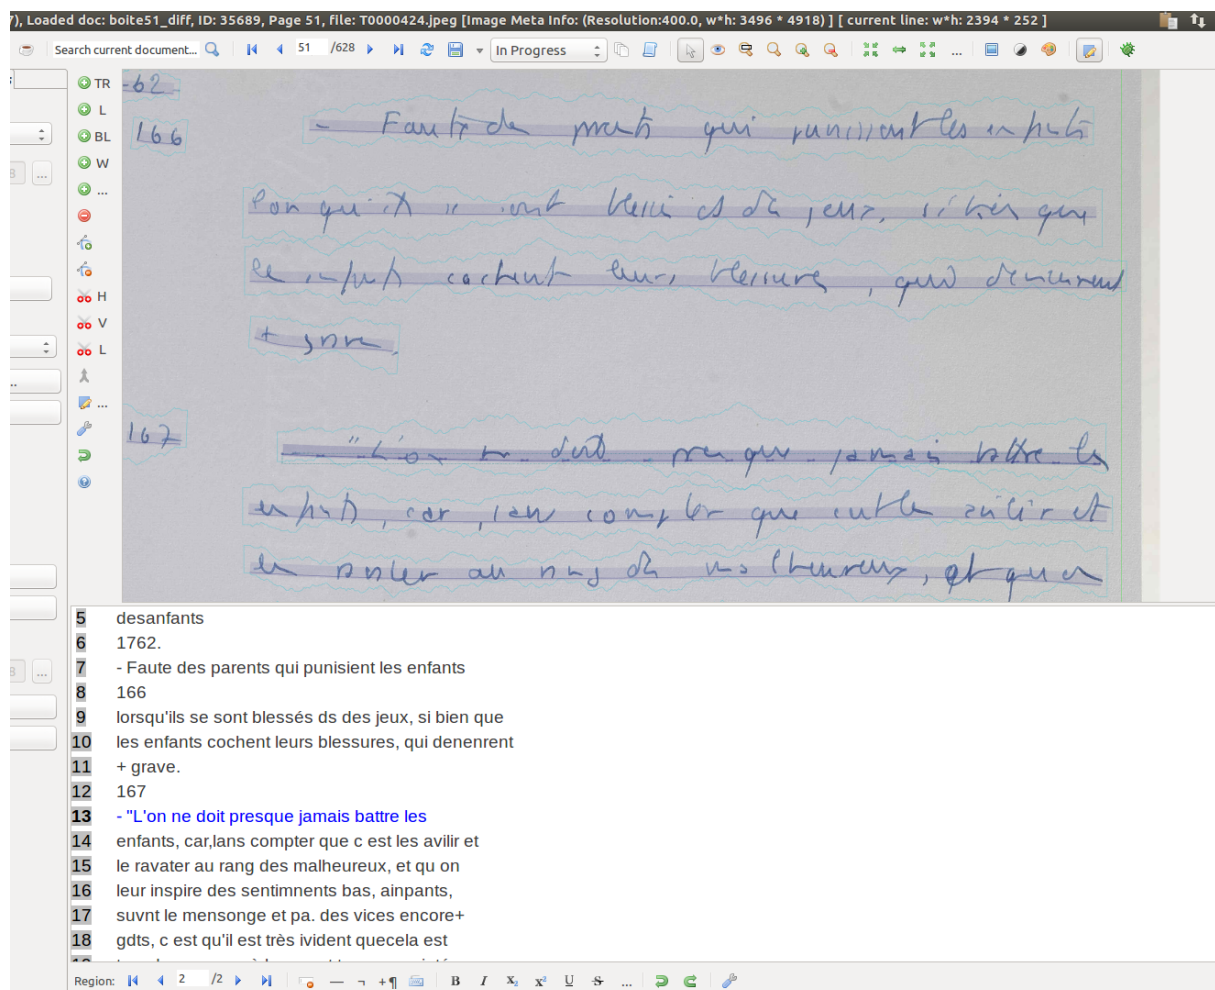 7), Loaded doc: boite51_diff, ID: 35689, Page 51, file: T0000424.jpeg [Image Meta Info: (Resolution:400.0, w*h: 3496 * 4918) ] [ current line: w*h: 2394 * 252 ]
Search current document... 51 /628 In Progress ...
TR
L
BL
W
...
H
V
L
...
-62
166 - Faute des parents qui punissent les enfants
lorsqu'ils se sont blessés ds des jeux, si bien que
les enfants cachent leurs blessures, qui demeurent
+ grave.
167 - "L'on ne doit presque jamais battre les
enfants, car, sans compter que c'est les avilir et
les ravaler au rang des malheureux, et qu'on
5 desanfants
6 1762.
7 - Faute des parents qui punisient les enfants
8 166
9 lorsqu'ils se sont blessés ds des jeux, si bien que
10 les enfants cochent leurs blessures, qui denenrent
11 + grave.
12 167
13 - "L'on ne doit presque jamais battre les
14 enfants, car,lans compter que c est les avilir et
15 le ravater au rang des malheureux, et qu on
16 leur inspire des sentimnents bas, ainpants,
17 suvnt le mensonge et pa. des vices encore+
18 gdts, c est qu'il est très ivident quecela est
Region: 2 /2 B I X₂ X² U S ...